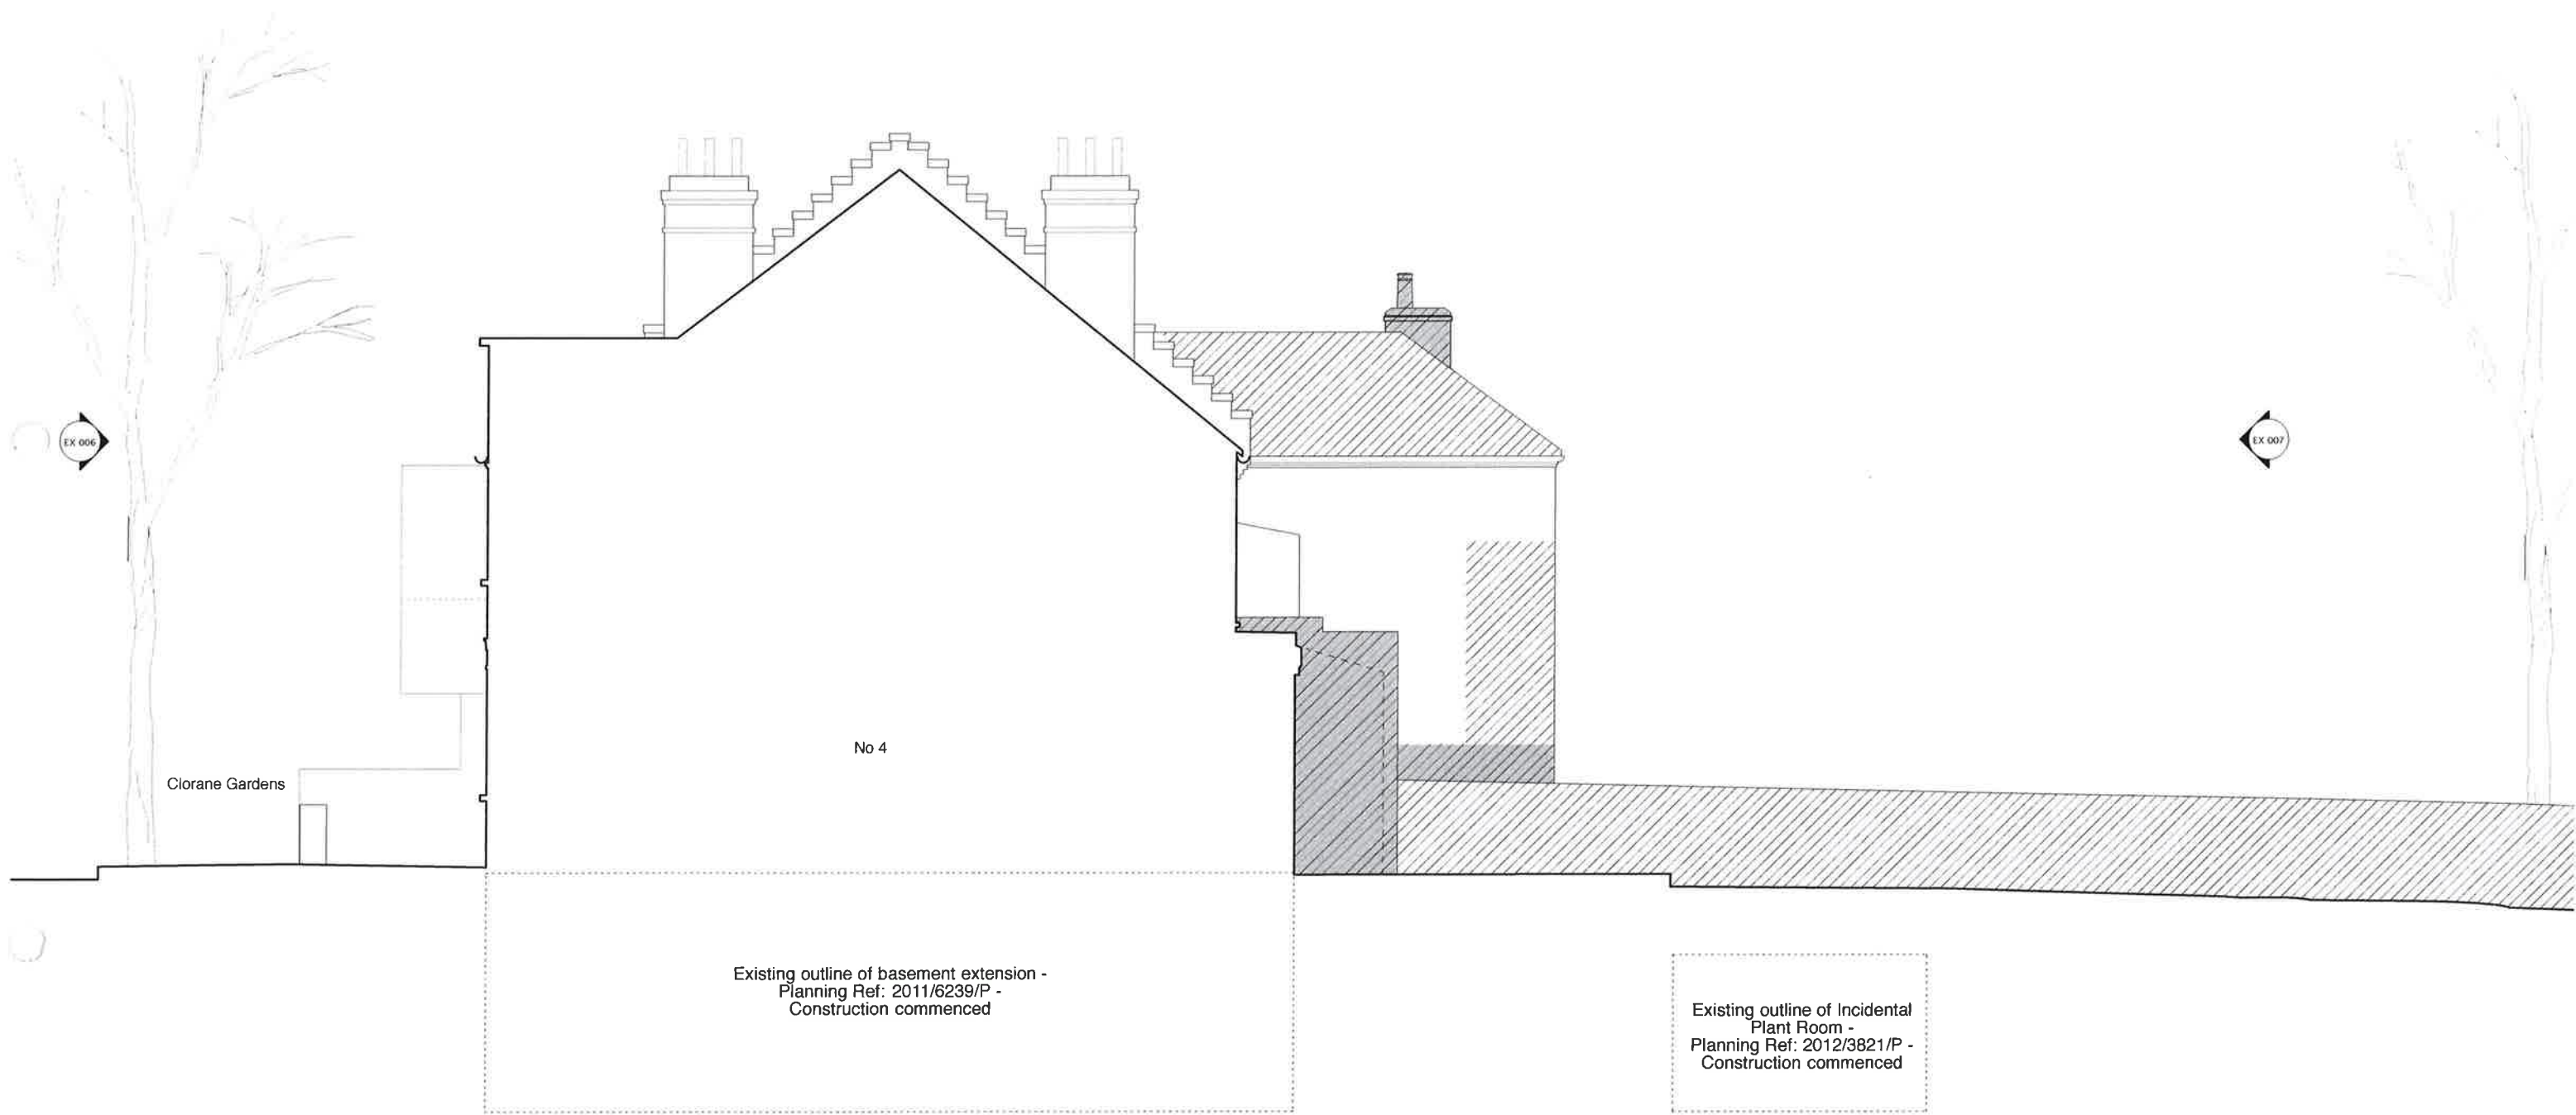 EX 006
EX 007
No 4
Clorane Gardens
Existing outline of basement extension -
Planning Ref: 2011/6239/P -
Construction commenced
Existing outline of Incidental
Plant Room -
Planning Ref: 2012/3821/P -
Construction commenced